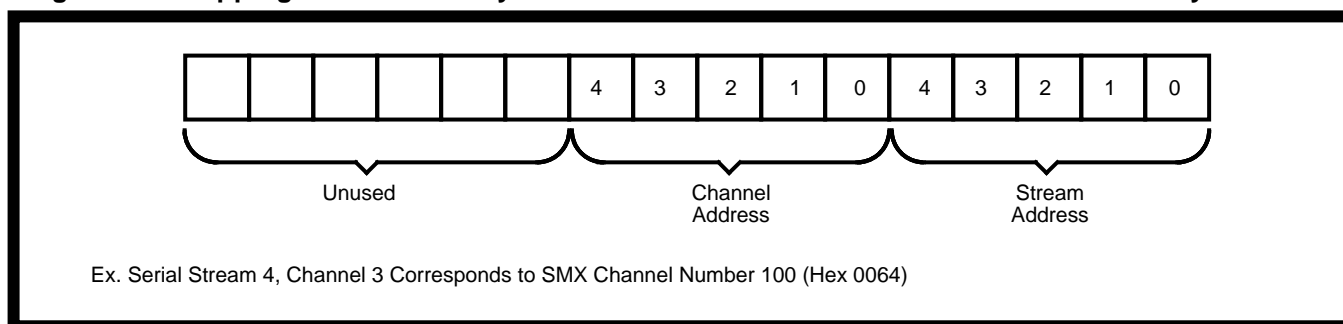 4 3 2 1 0 4 3 2 1 0
Unused
Channel
Address
Stream
Address
Ex. Serial Stream 4, Channel 3 Corresponds to SMX Channel Number 100 (Hex 0064)